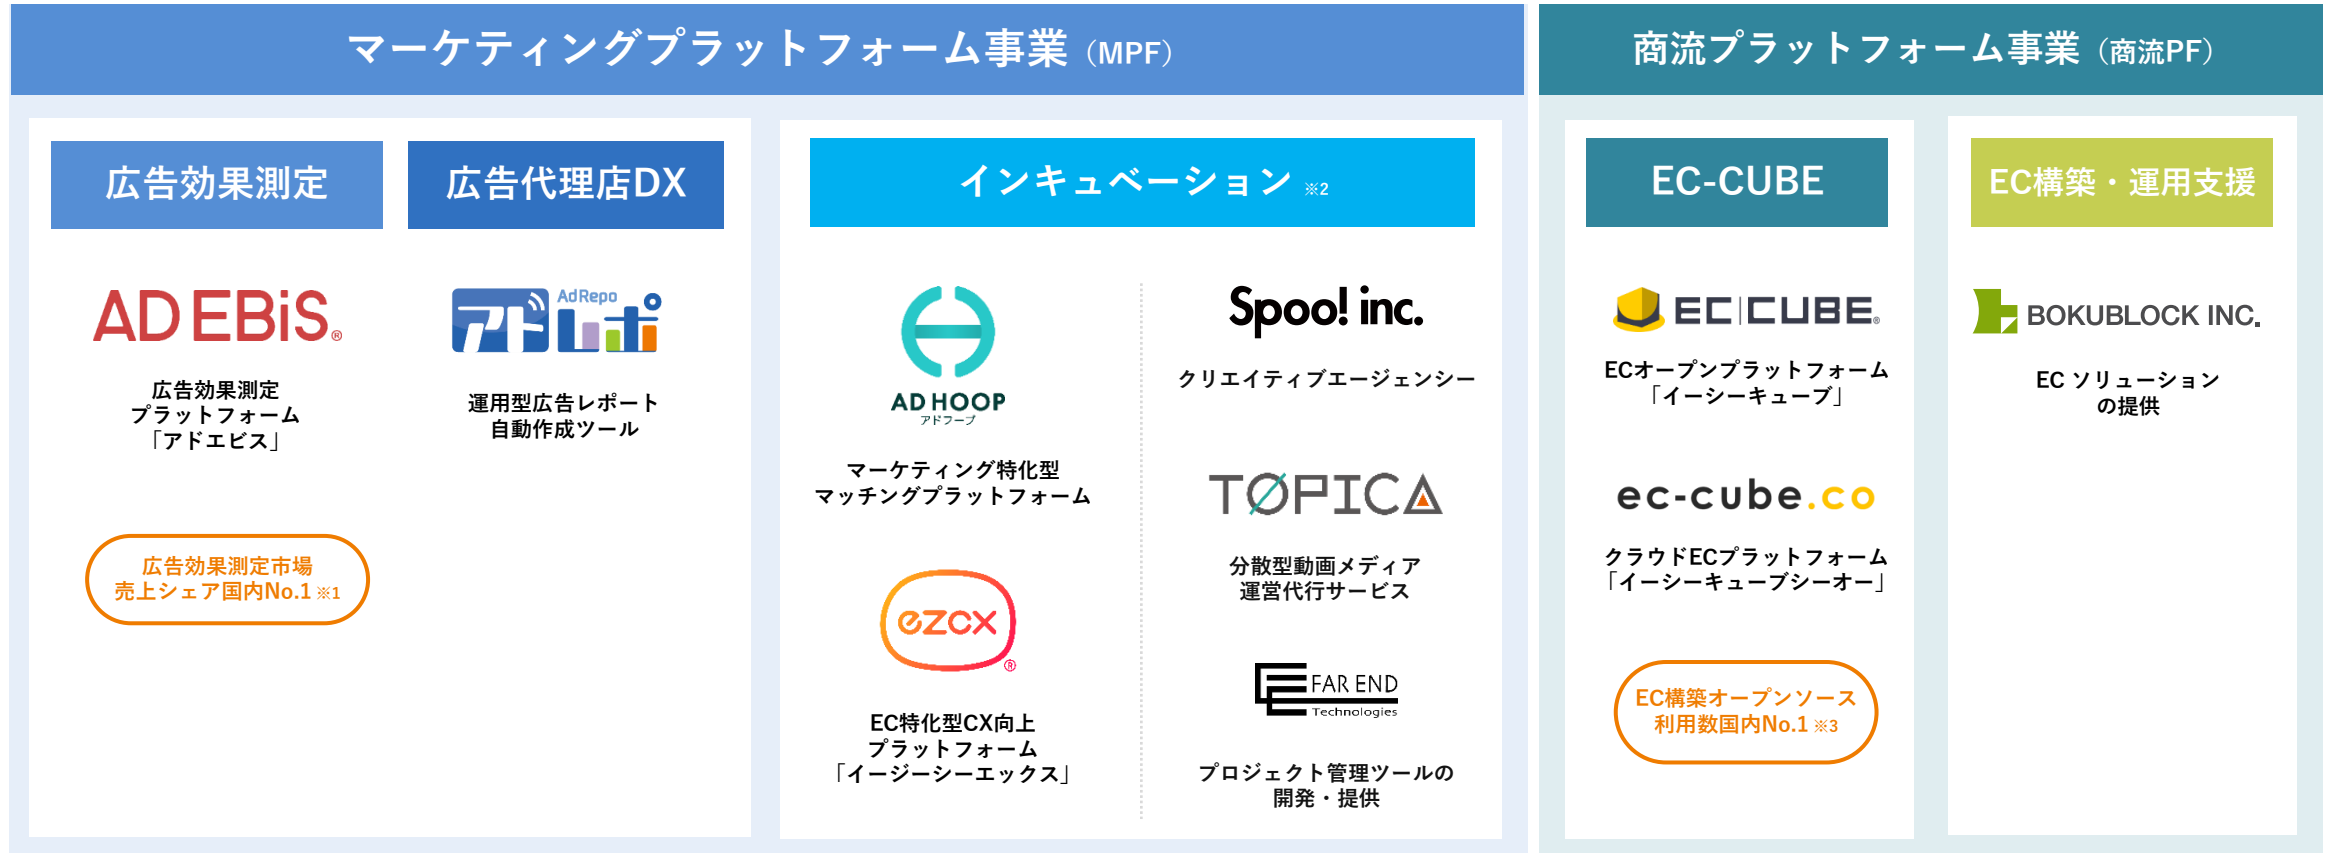 マーケティングプラットフォーム事業（MPF）
広告効果測定
AD EBiS®
広告効果測定
プラットフォーム
「アドエビス」
広告効果測定市場
売上シェア国内No.1 ※1
広告代理店DX
アドレポ AdRepo
運用型広告レポート
自動作成ツール
インキュベーション ※2
AD HOOP
アドフープ
マーケティング特化型
マッチングプラットフォーム
ezcx®
EC特化型CX向上
プラットフォーム
「イージーシーエックス」
Spoo! inc.
クリエイティブエージェンシー
TOPICA
分散型動画メディア
運営代行サービス
FAR END
Technologies
プロジェクト管理ツールの
開発・提供
商流プラットフォーム事業（商流PF）
EC-CUBE
EC CUBE®
ECオープンプラットフォーム
「イーシーキューブ」
ec-cube.co
クラウドECプラットフォーム
「イーシーキューブシーオー」
EC構築オープンソース
利用数国内No.1 ※3
EC構築・運用支援
BOKUBLOCK INC.
EC ソリューション
の提供